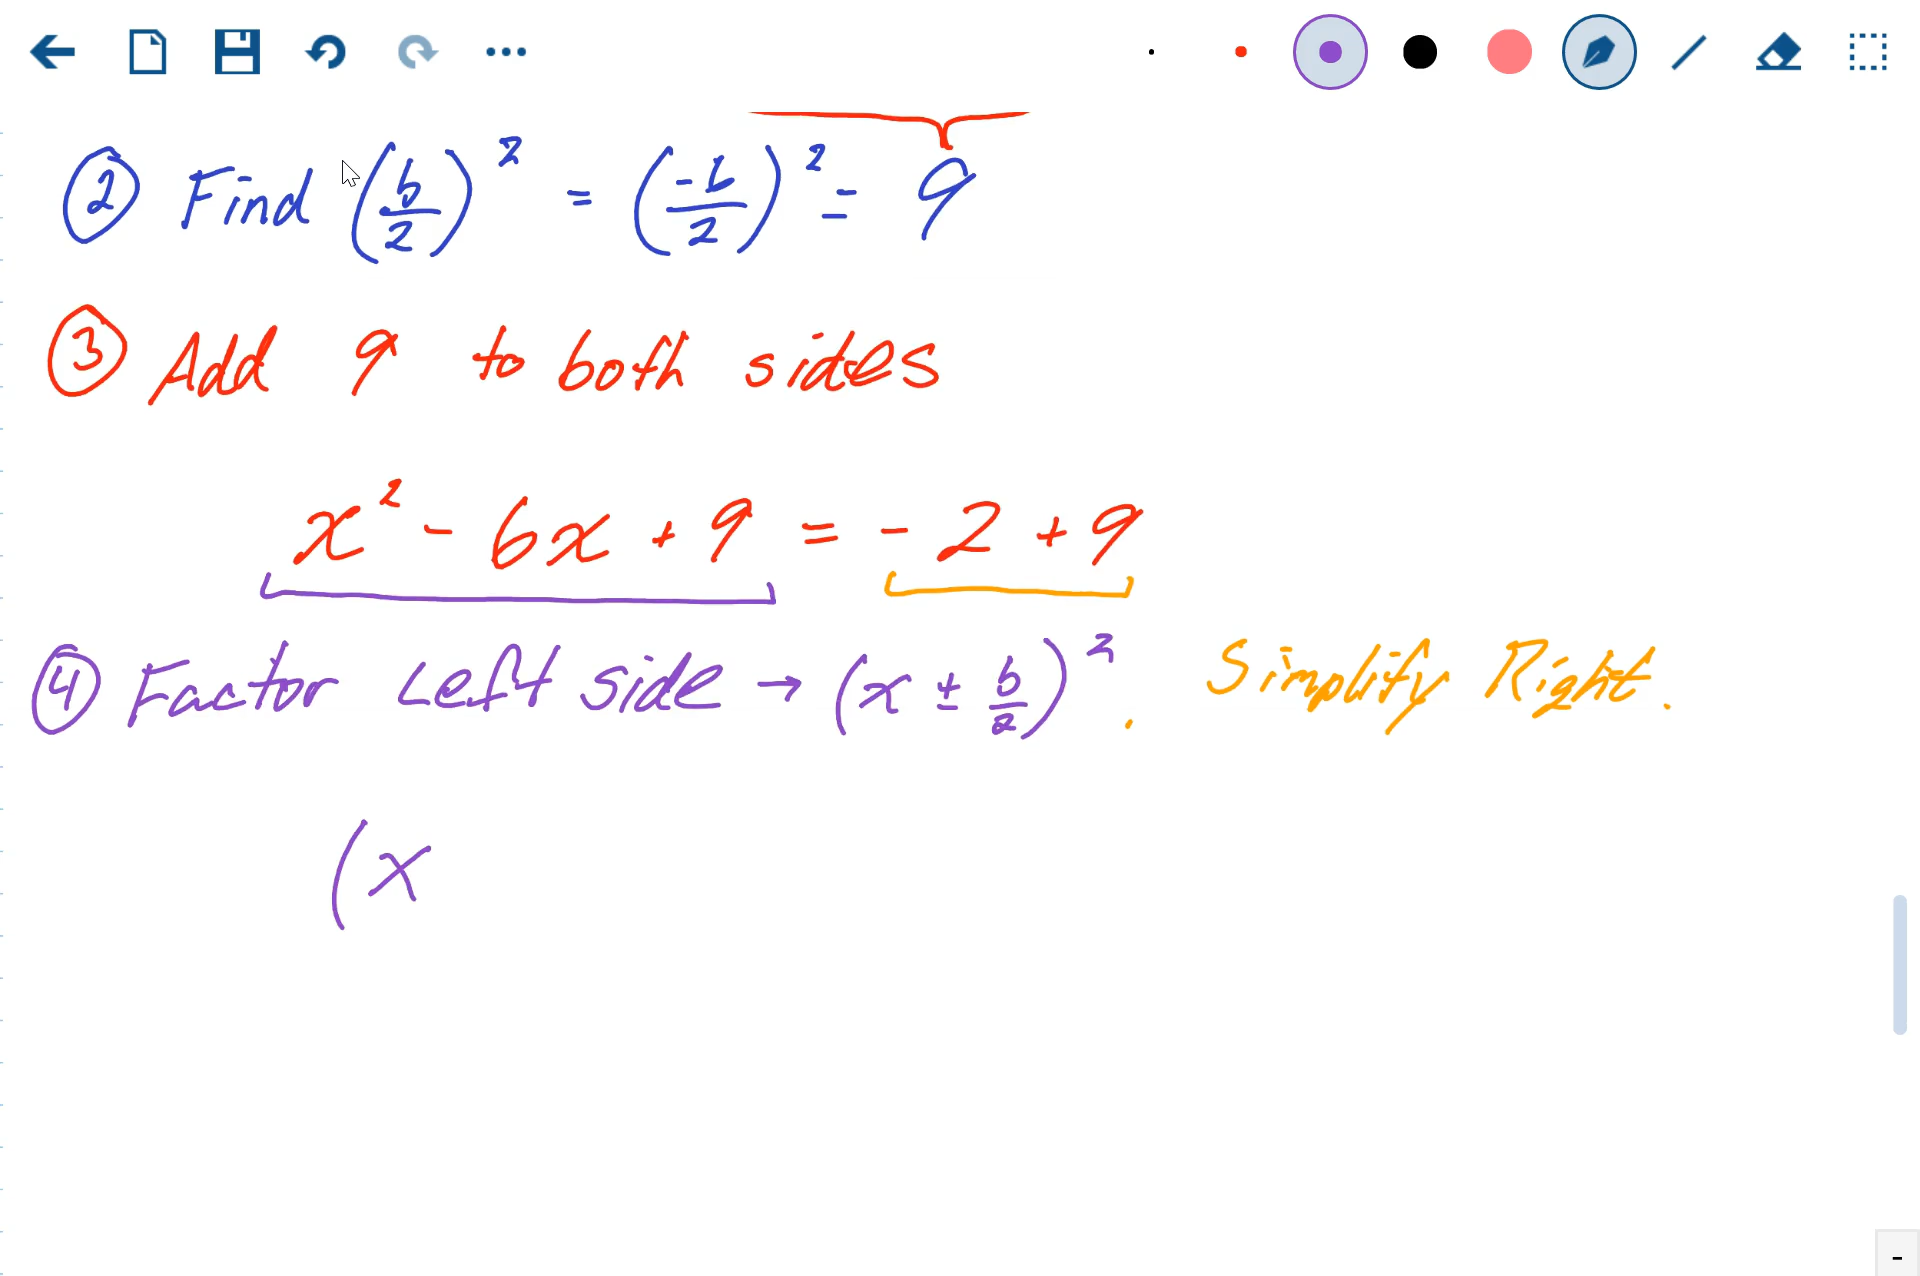 ② Find (b/2)² = (-6/2)² = 9
③ Add 9 to both sides
x² - 6x + 9 = - 2 + 9
④ Factor Left side → (x ± b/2)². Simplify Right.
(x